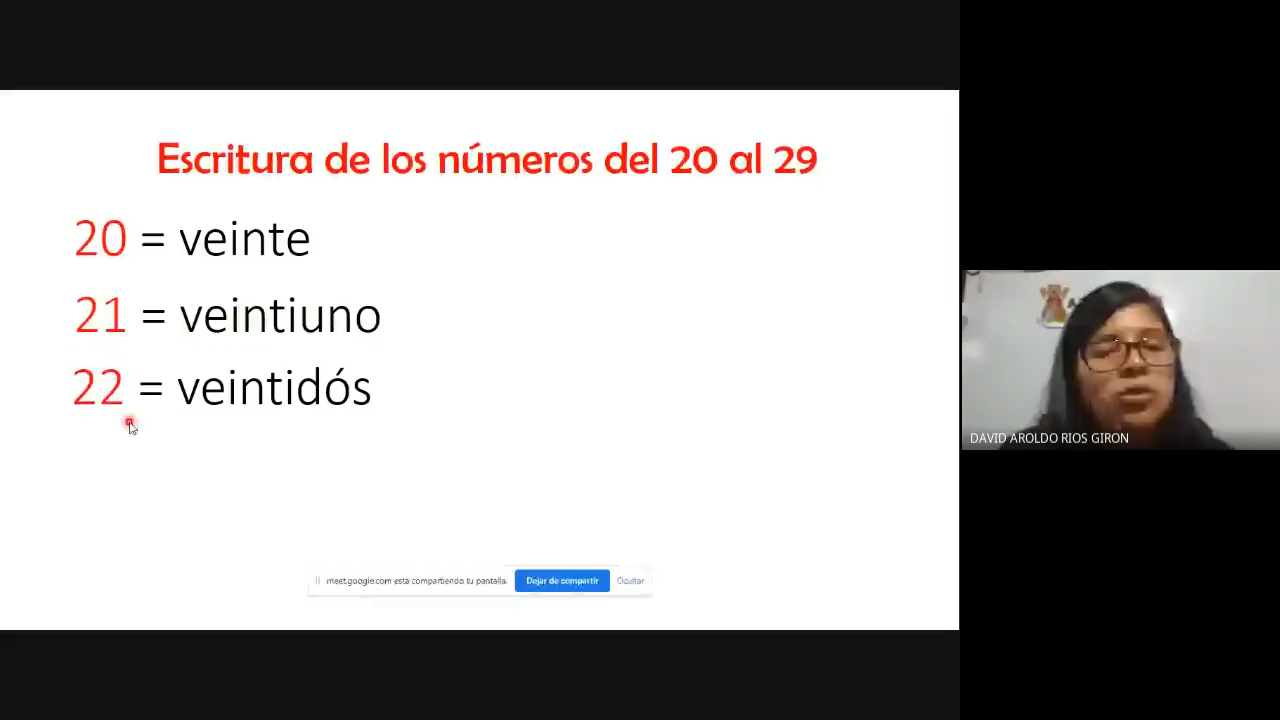 Escritura de los números del 20 al 29
20 = veinte
21 = veintiuno
22 = veintidós
DAVID AROLDO RIOS GIRON
meet.google.com esta compartiendo tu pantalla. Dejar de compartir Ocultar